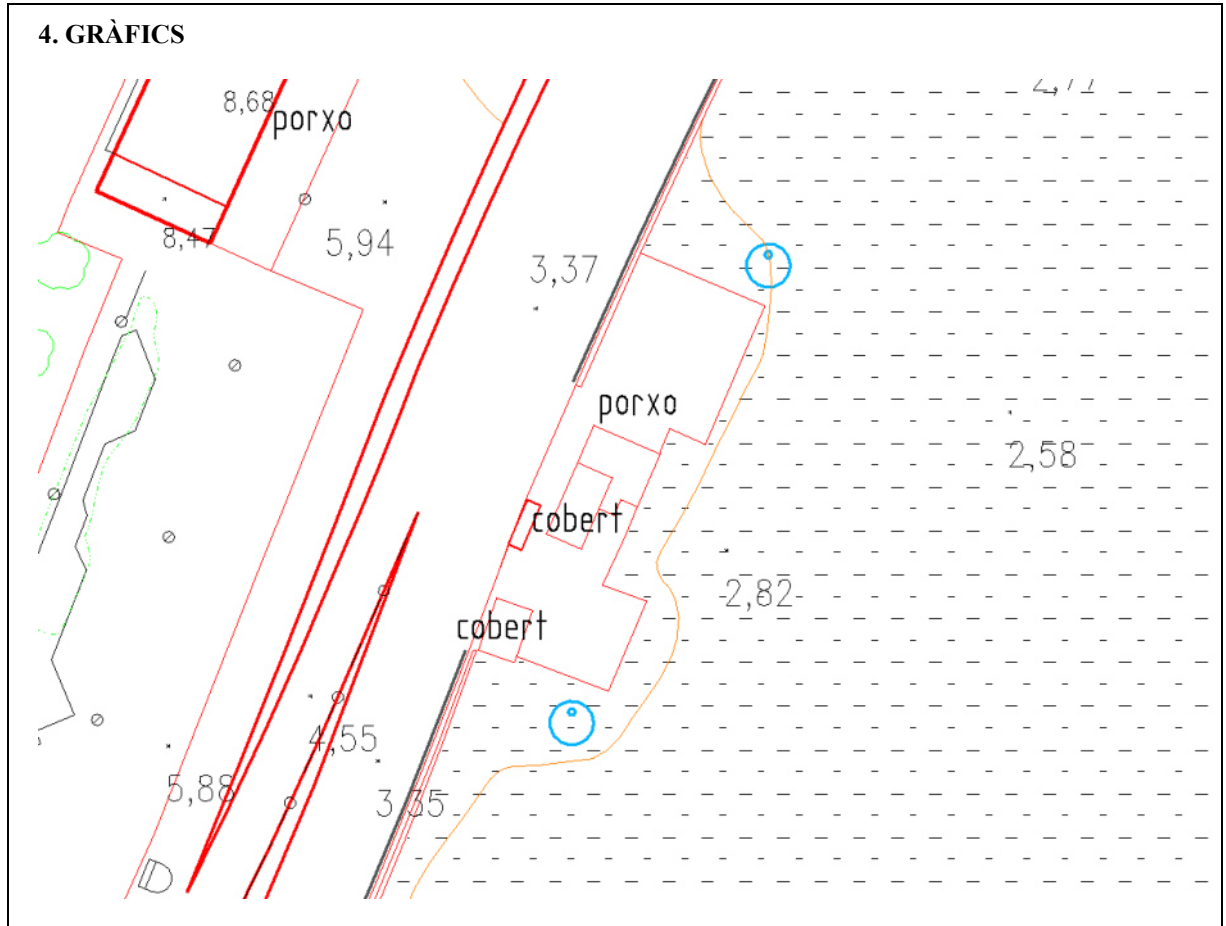 4. GRÀFICS
8,68
porxo
8,47
5,94
3,37
porxo
2,58
cobert
2,82
cobert
4,55
5,88
3,35